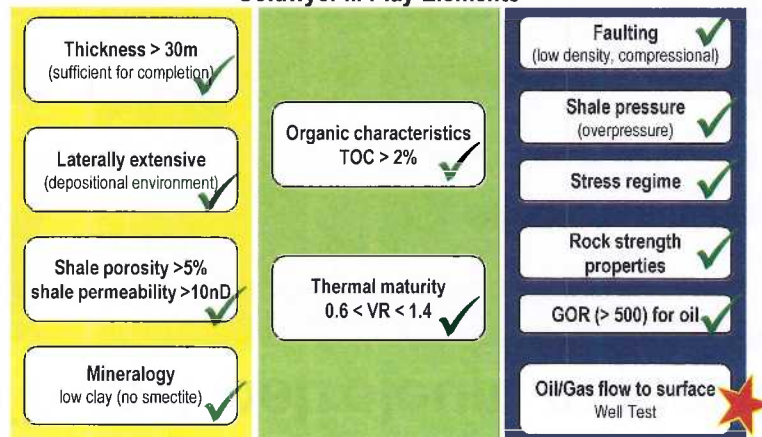 Thickness > 30m
(sufficient for completion)
Laterally extensive
(depositional environment)
Shale porosity >5%
shale permeability >10nD
Mineralogy
low clay (no smectite)
Organic characteristics
TOC > 2%
Thermal maturity
0.6 < VR < 1.4
Faulting
(low density, compressional)
Shale pressure
(overpressure)
Stress regime
Rock strength
properties
GOR (> 500) for oil
Oil/Gas flow to surface
Well Test